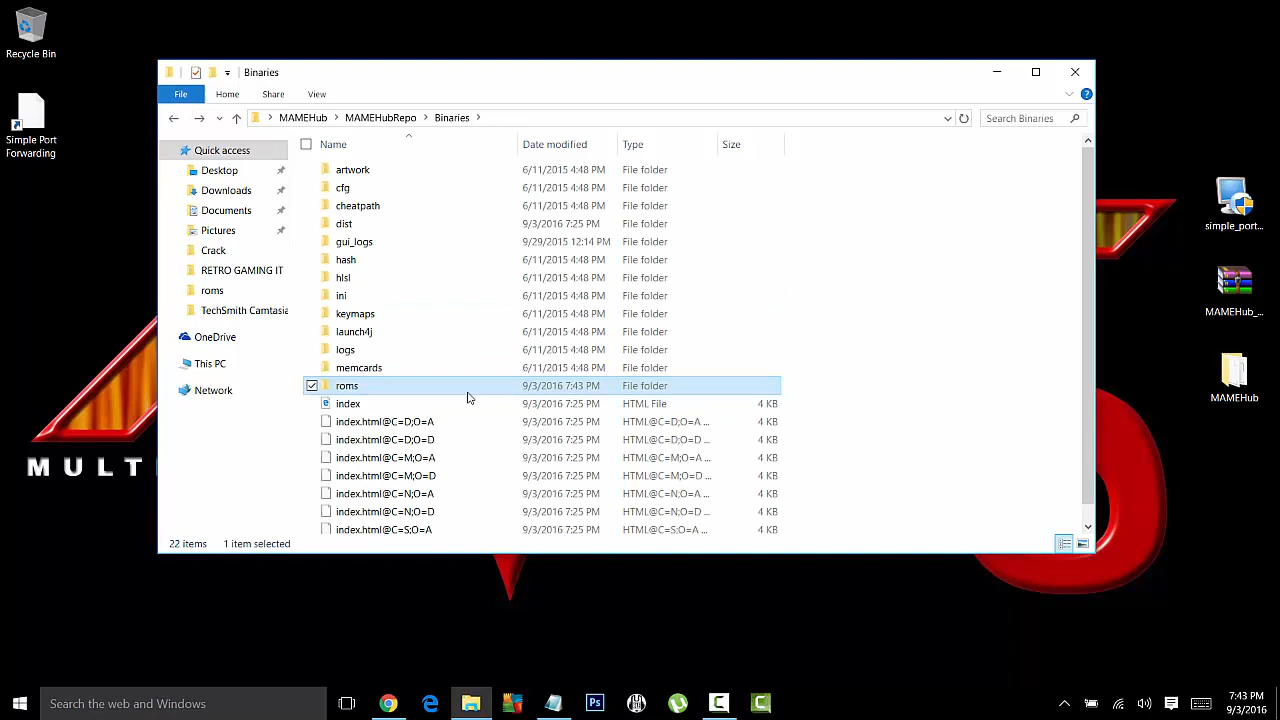 Recycle Bin
Simple Port
Forwarding
Binaries
File Home Share View
MAMEHub MAMEHubRepo Binaries
Search Binaries
Quick access
Desktop
Downloads
Documents
Pictures
Crack
RETRO GAMING IT
roms
TechSmith Camtasia
OneDrive
This PC
Network
Name Date modified Type Size
artwork 6/11/2015 4:48 PM File folder
cfg 6/11/2015 4:48 PM File folder
cheatpath 6/11/2015 4:48 PM File folder
dist 9/3/2016 7:25 PM File folder
gui_logs 9/29/2015 12:14 PM File folder
hash 6/11/2015 4:48 PM File folder
hlsl 6/11/2015 4:48 PM File folder
ini 6/11/2015 4:48 PM File folder
keymaps 6/11/2015 4:48 PM File folder
launch4j 6/11/2015 4:48 PM File folder
logs 6/11/2015 4:48 PM File folder
memcards 6/11/2015 4:48 PM File folder
roms 9/3/2016 7:43 PM File folder
index 9/3/2016 7:25 PM HTML File 4 KB
index.html@C=D;O=A 9/3/2016 7:25 PM HTML@C=D;O=A ... 4 KB
index.html@C=D;O=D 9/3/2016 7:25 PM HTML@C=D;O=D ... 4 KB
index.html@C=M;O=A 9/3/2016 7:25 PM HTML@C=M;O=A ... 4 KB
index.html@C=M;O=D 9/3/2016 7:25 PM HTML@C=M;O=D ... 4 KB
index.html@C=N;O=A 9/3/2016 7:25 PM HTML@C=N;O=A ... 4 KB
index.html@C=N;O=D 9/3/2016 7:25 PM HTML@C=N;O=D ... 4 KB
index.html@C=S;O=A 9/3/2016 7:25 PM HTML@C=S;O=A ... 4 KB
22 items 1 item selected
simple_port...
MAMEHub_...
MAMEHub
MULT
Search the web and Windows
Ps
7:43 PM
9/3/2016